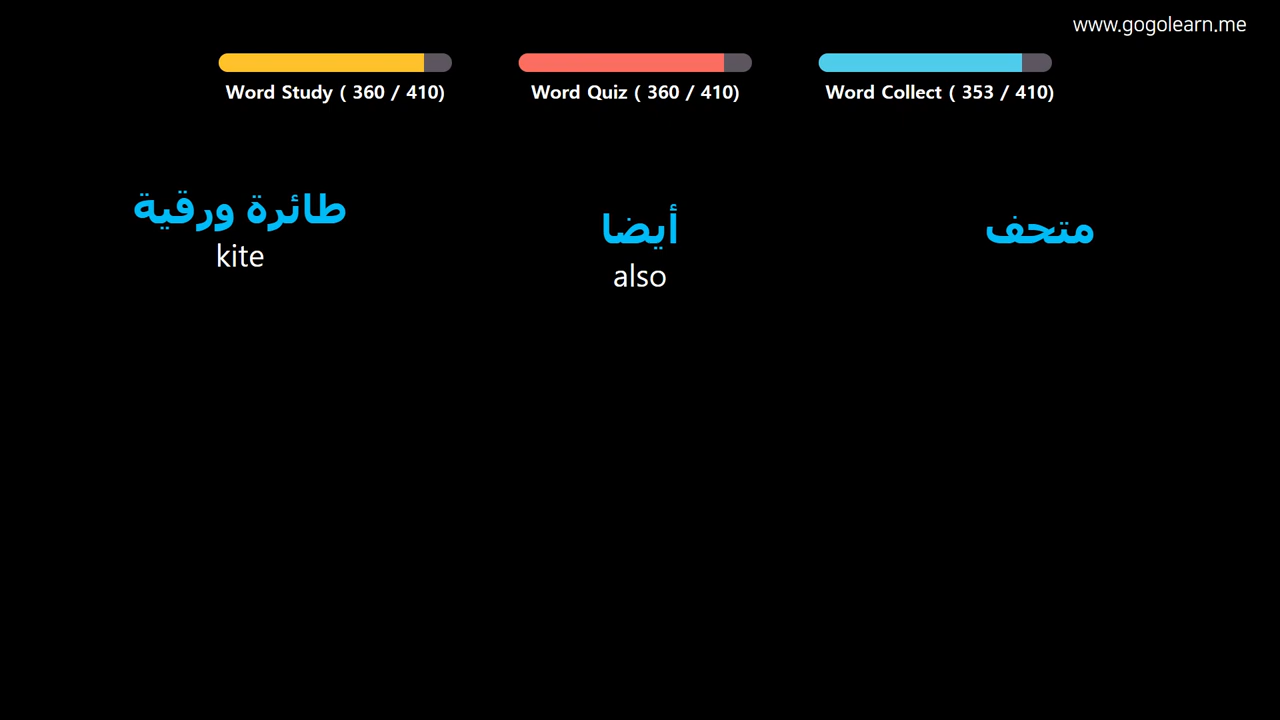 www.gogolearn.me
Word Study ( 360 / 410)
Word Quiz ( 360 / 410)
Word Collect ( 353 / 410)
طائرة ورقية
kite
أيضا
also
متحف